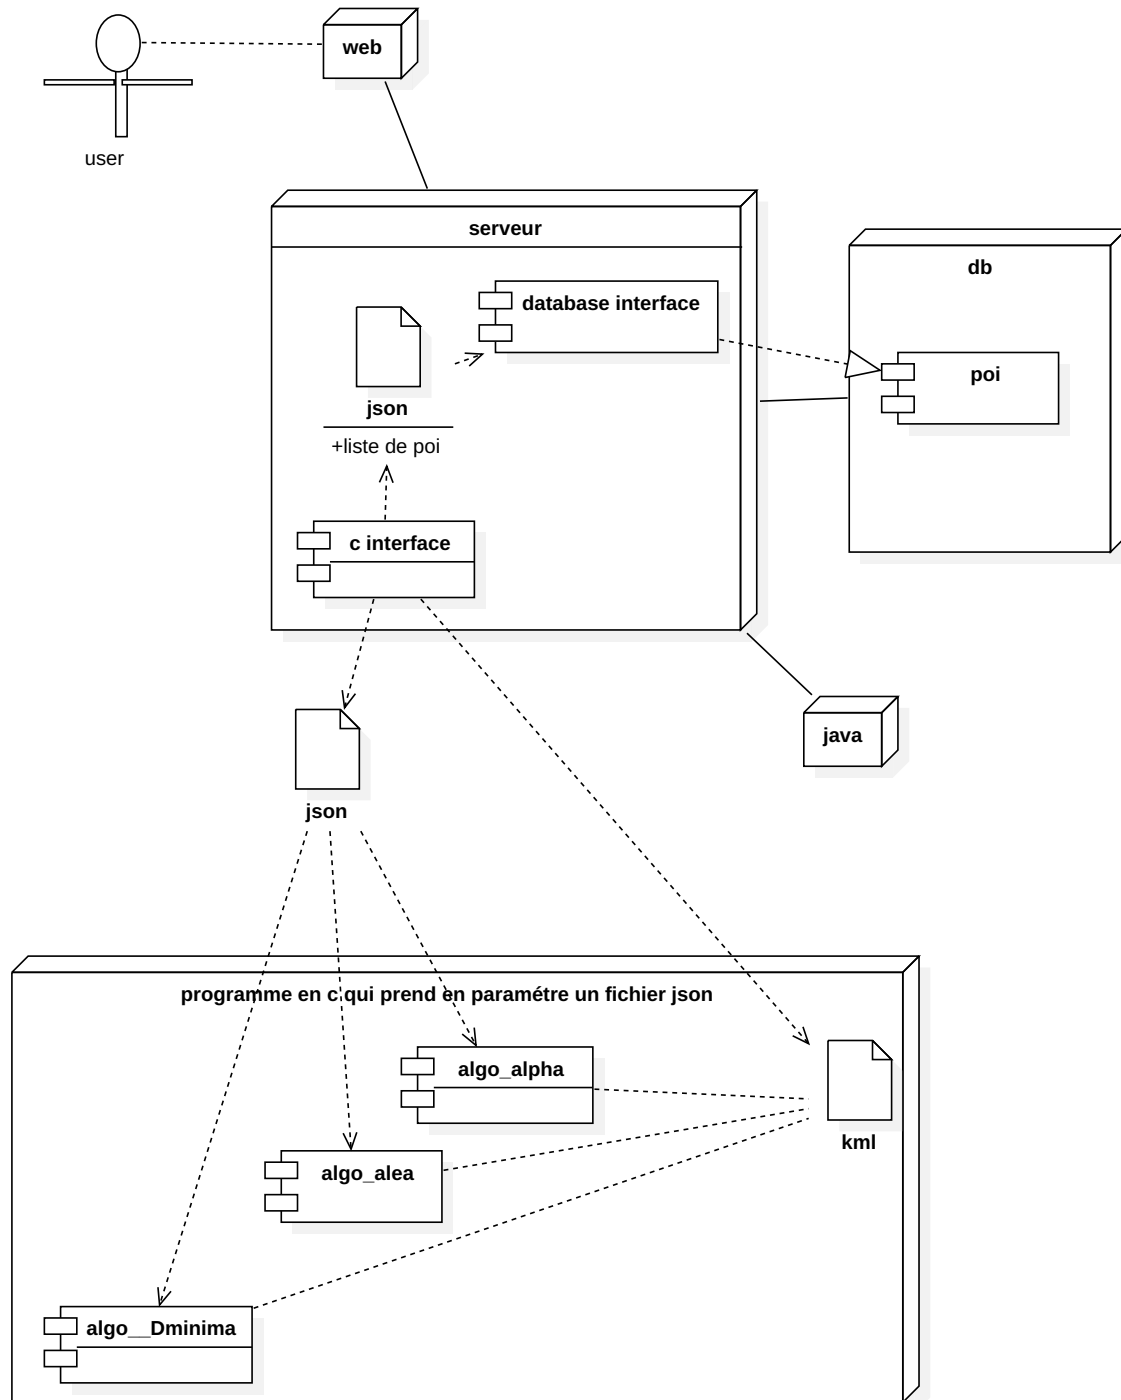 web
user
serveur
db
database interface
poi
json
+liste de poi
c interface
java
json
programme en c qui prend en paramétre un fichier json
algo_alpha
kml
algo_alea
algo__Dminima